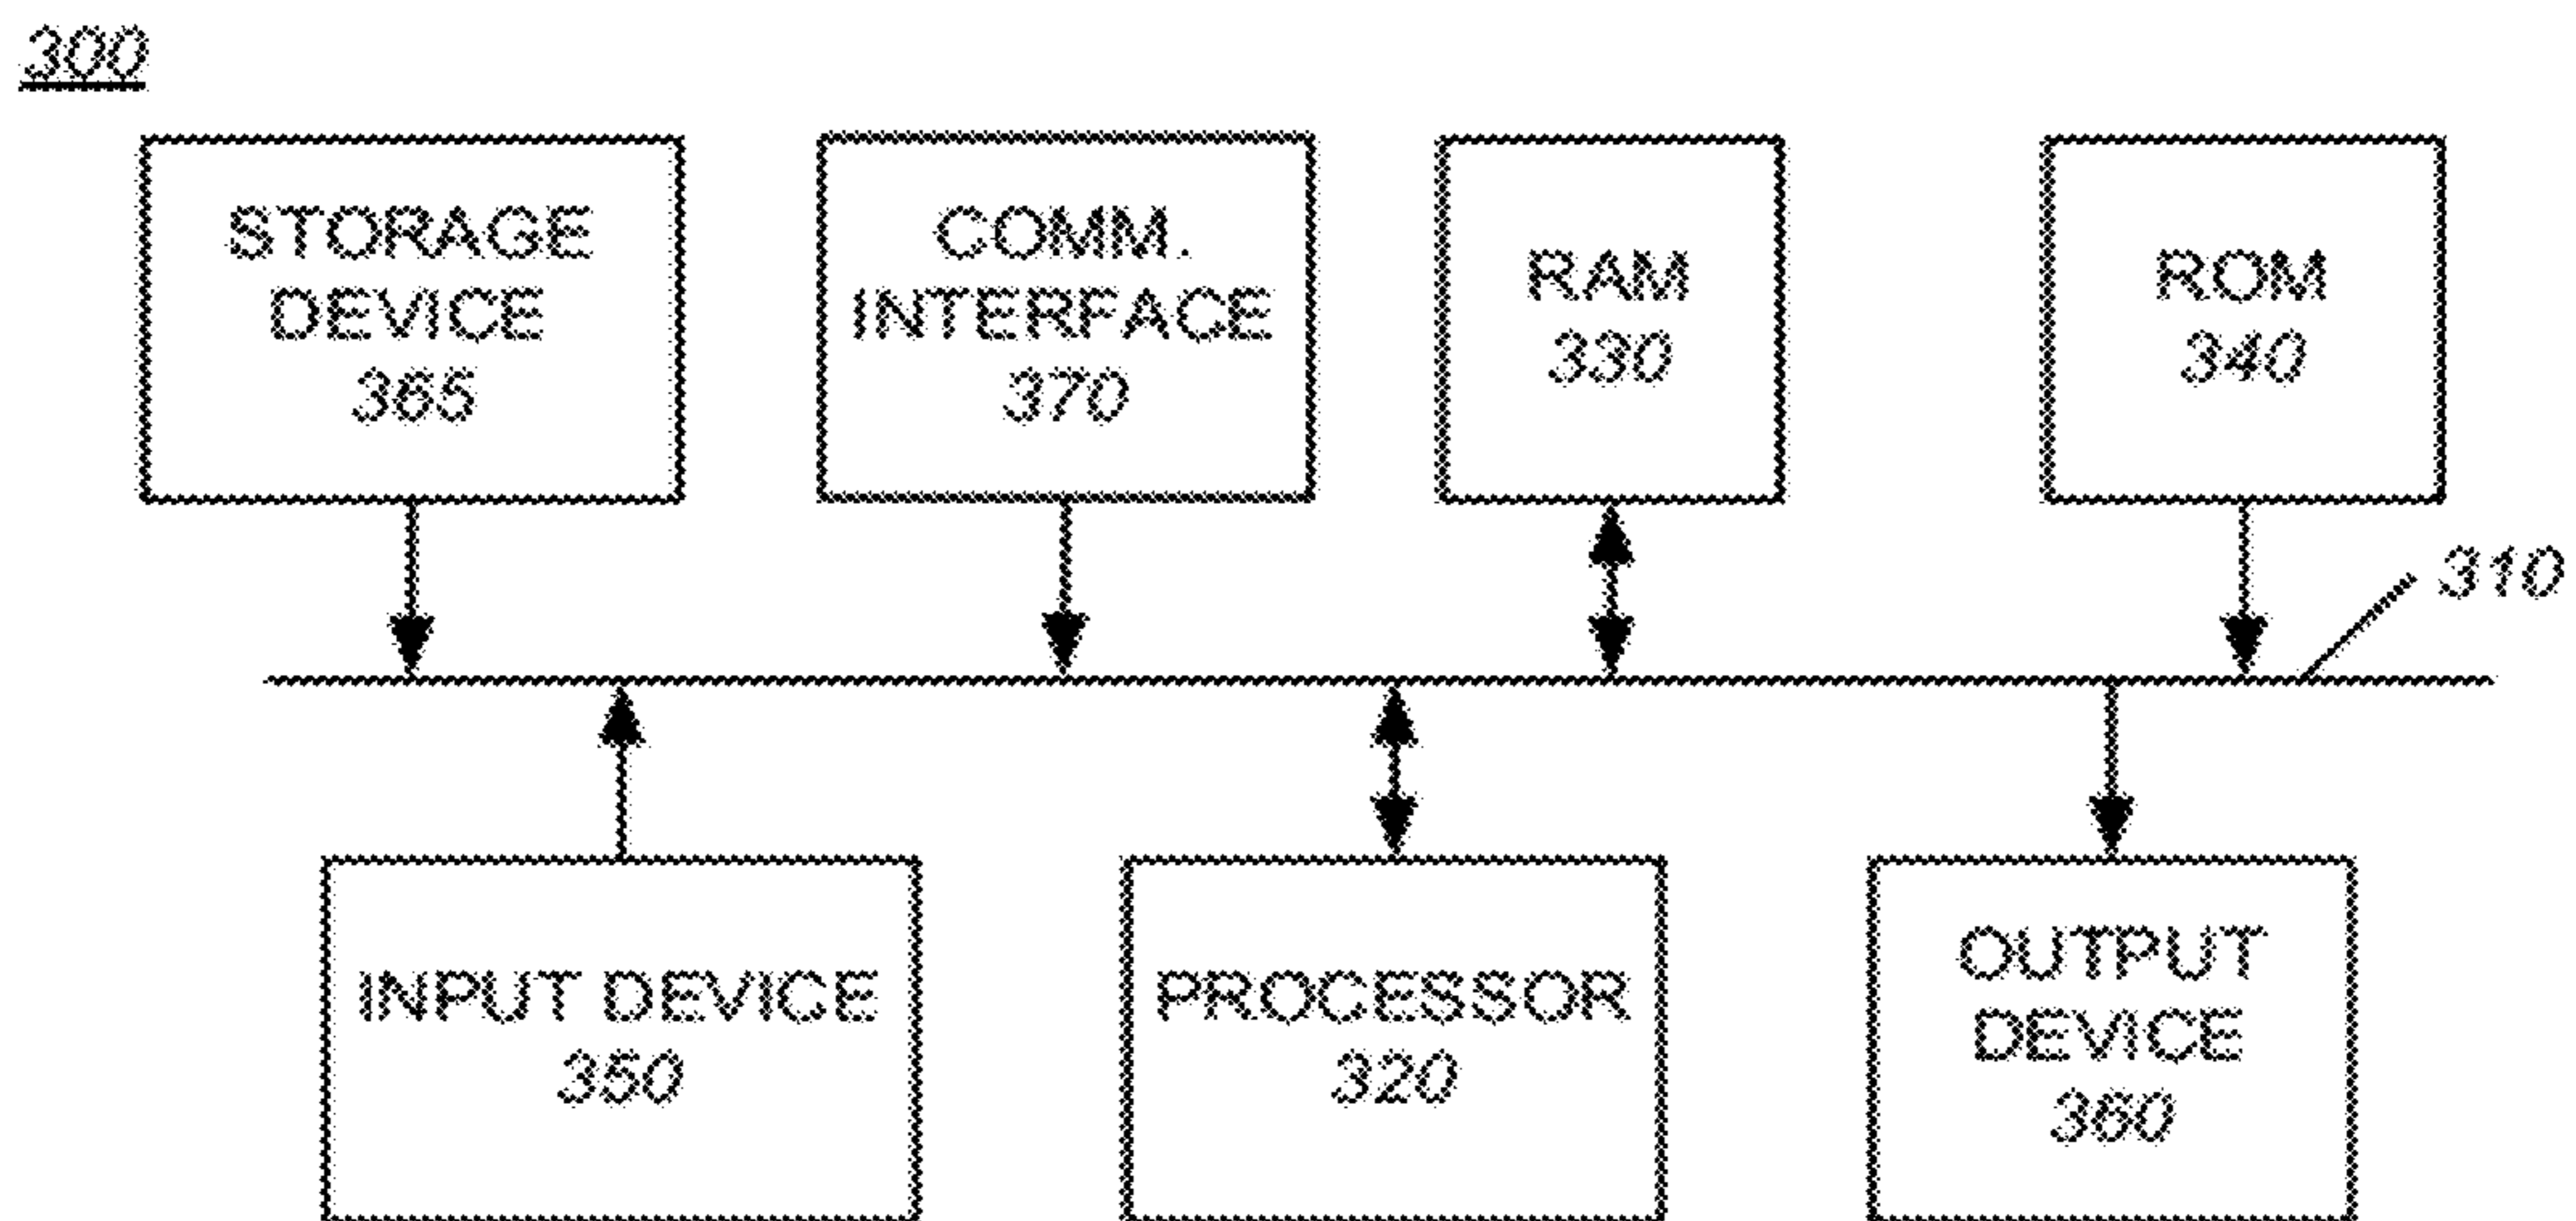 300
STORAGE
DEVICE
365
COMM.
INTERFACE
370
RAM
330
ROM
340
310
INPUT DEVICE
350
PROCESSOR
320
OUTPUT
DEVICE
360